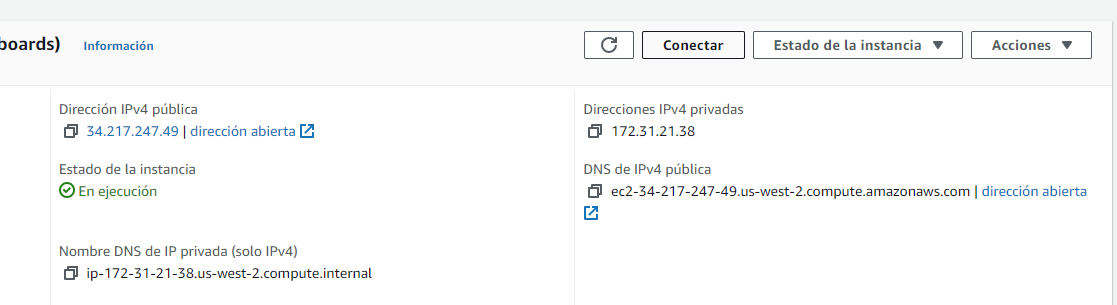 boards) Información Conectar Estado de la instancia Acciones
Dirección IPv4 pública
34.217.247.49 | dirección abierta
Direcciones IPv4 privadas
172.31.21.38
Estado de la instancia
En ejecución
DNS de IPv4 pública
ec2-34-217-247-49.us-west-2.compute.amazonaws.com | dirección abierta
Nombre DNS de IP privada (solo IPv4)
ip-172-31-21-38.us-west-2.compute.internal